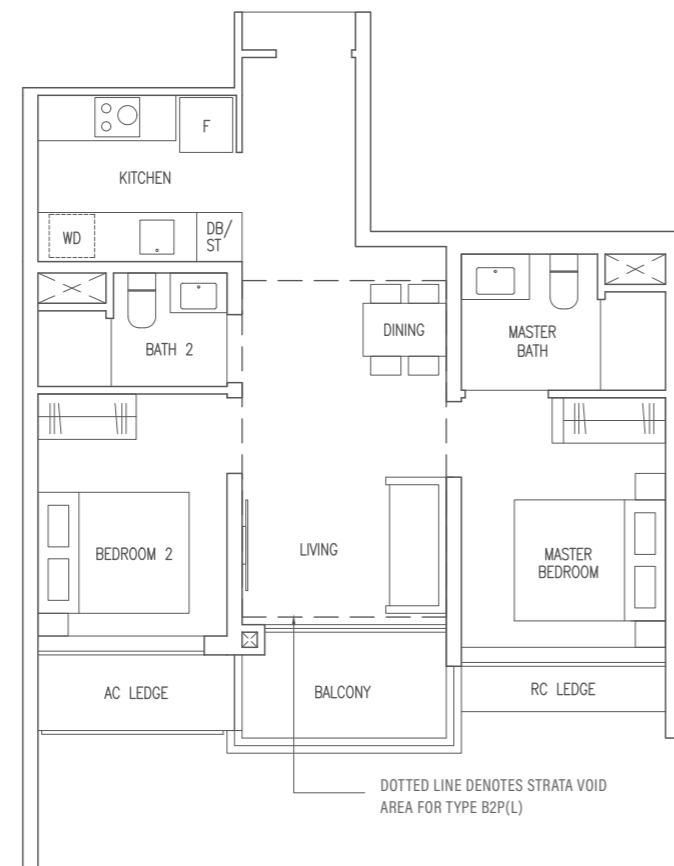 F
KITCHEN
WD
DB/
ST
DINING
BATH 2
MASTER
BATH
LIVING
BEDROOM 2
MASTER
BEDROOM
AC LEDGE
BALCONY
RC LEDGE
DOTTED LINE DENOTES STRATA VOID
AREA FOR TYPE B2P(L)